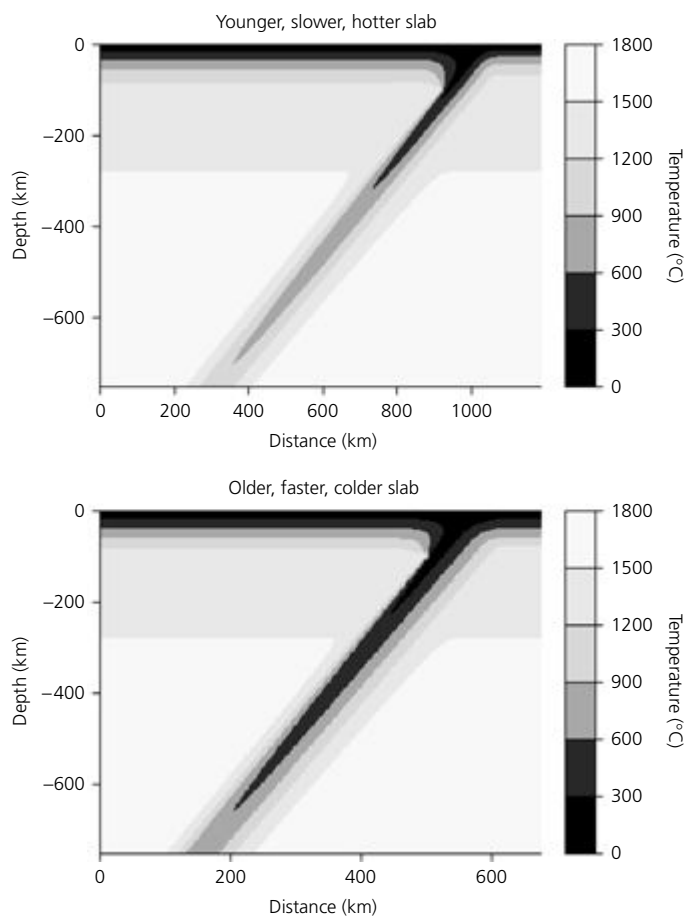 Younger, slower, hotter slab
0
−200
−400
−600
Depth (km)
0 200 400 600 800 1000
Distance (km)
1800
1500
1200
900
600
300
0
Temperature (°C)
Older, faster, colder slab
0
−200
−400
−600
Depth (km)
0 200 400 600
Distance (km)
1800
1500
1200
900
600
300
0
Temperature (°C)